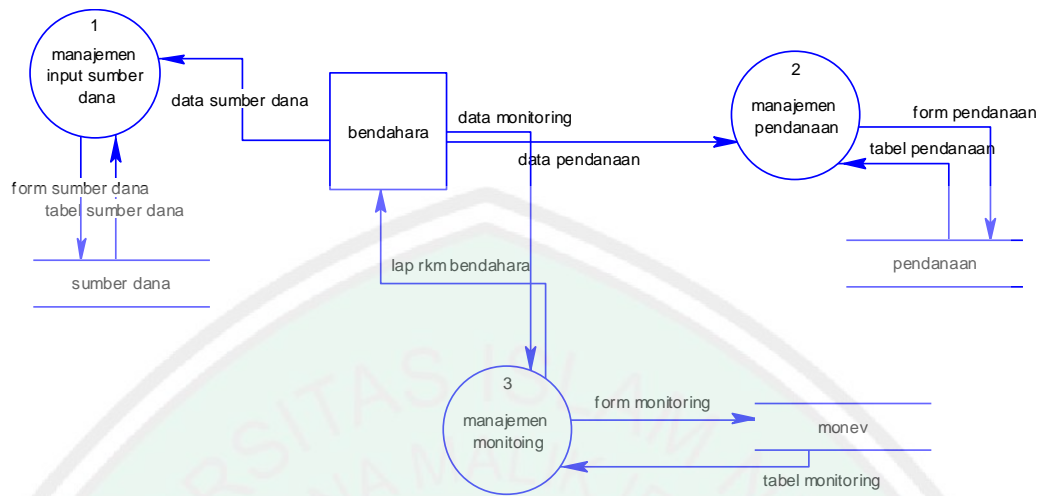 1
manajemen
input sumber
dana
data sumber dana
bendahara
data monitoring
data pendanaan
2
manajemen
pendanaan
form pendanaan
tabel pendanaan
form sumber dana
tabel sumber dana
sumber dana
lap rkm bendahara
pendanaan
3
manajemen
monitoing
form monitoring
monev
tabel monitoring